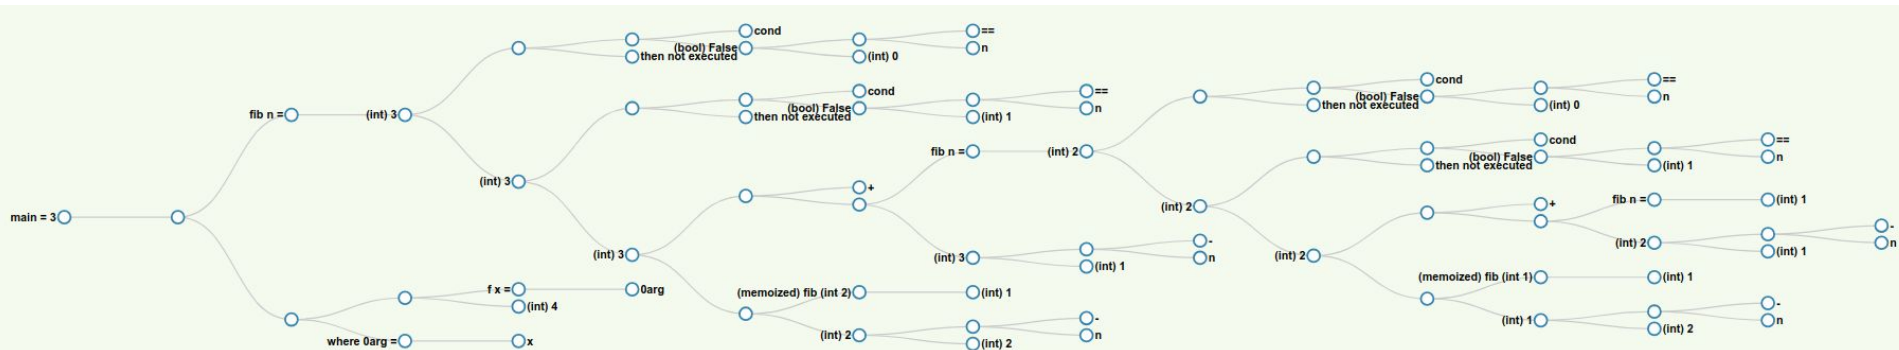 cond
==
(bool) False
n
then not executed
(int) 0
cond
==
(bool) False
n
then not executed
(int) 1
fib n =
(int) 3
cond
==
(bool) False
n
then not executed
(int) 0
cond
==
(bool) False
n
then not executed
(int) 1
fib n =
(int) 2
(int) 3
+
(int) 2
+
fib n =
(int) 1
main = 3
-
n
(int) 2
(int) 1
-
n
(int) 3
(int) 3
(int) 1
(int) 2
(memoized) fib (int 1)
(int) 1
f x =
0arg
(memoized) fib (int 2)
(int) 1
(int) 4
-
n
(int) 1
(int) 2
-
n
(int) 2
(int) 2
where 0arg =
x